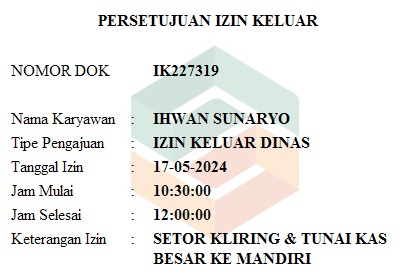 PERSETUJUAN IZIN KELUAR
NOMOR DOK IK227319
Nama Karyawan : IHWAN SUNARYO
Tipe Pengajuan : IZIN KELUAR DINAS
Tanggal Izin : 17-05-2024
Jam Mulai : 10:30:00
Jam Selesai : 12:00:00
Keterangan Izin : SETOR KLIRING & TUNAI KAS
BESAR KE MANDIRI